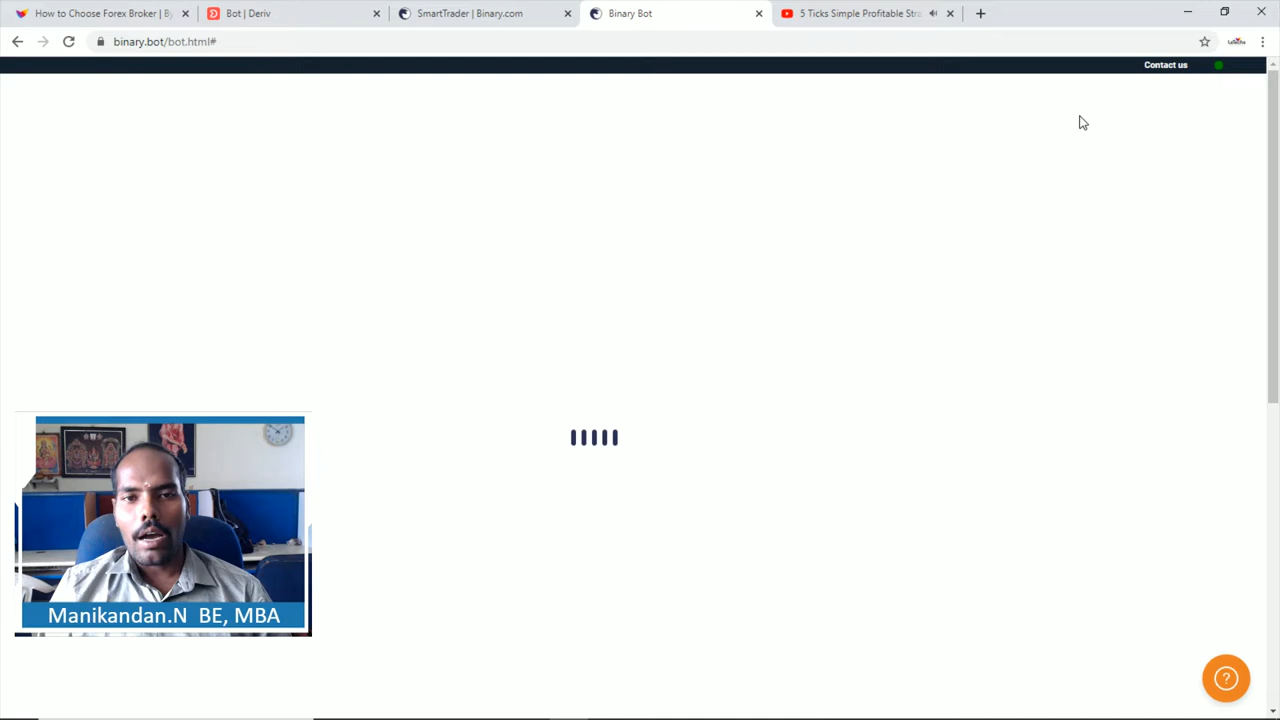 How to Choose Forex Broker | By
Bot | Deriv
SmartTrader | Binary.com
Binary Bot
5 Ticks Simple Profitable Stra
binary.bot/bot.html#
Contact us
Manikandan.N BE, MBA
?